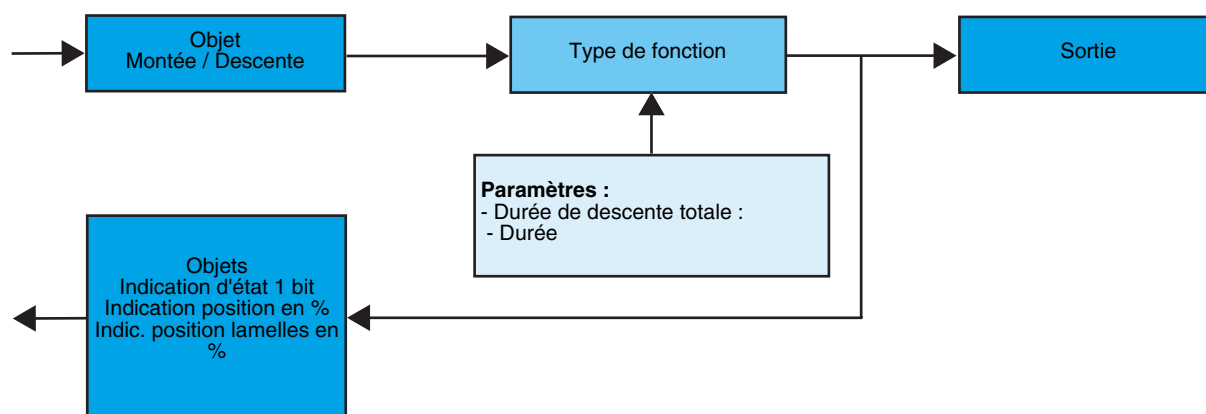 Objet
Montée / Descente
Type de fonction
Sortie
Paramètres :
- Durée de descente totale :
- Durée
Objets
Indication d'état 1 bit
Indication position en %
Indic. position lamelles en
%